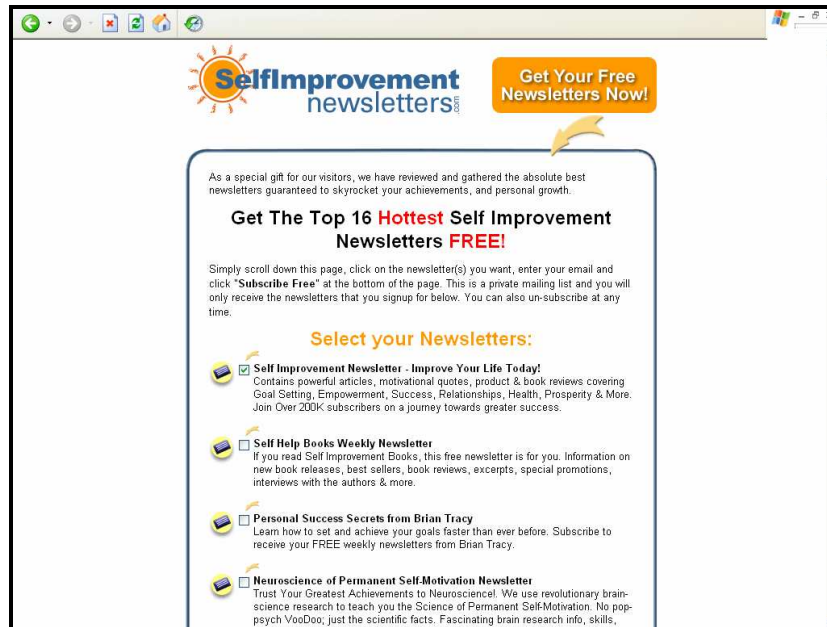 SelfImprovement
newsletters.com
Get Your Free
Newsletters Now!
As a special gift for our visitors, we have reviewed and gathered the absolute best
newsletters guaranteed to skyrocket your achievements, and personal growth.
Get The Top 16 Hottest Self Improvement
Newsletters FREE!
Simply scroll down this page, click on the newsletter(s) you want, enter your email and
click "Subscribe Free" at the bottom of the page. This is a private mailing list and you will
only receive the newsletters that you signup for below. You can also un-subscribe at any
time.
Select your Newsletters:
Self Improvement Newsletter - Improve Your Life Today!
Contains powerful articles, motivational quotes, product & book reviews covering
Goal Setting, Empowerment, Success, Relationships, Health, Prosperity & More.
Join Over 200K subscribers on a journey towards greater success.
Self Help Books Weekly Newsletter
If you read Self Improvement Books, this free newsletter is for you. Information on
new book releases, best sellers, book reviews, excerpts, special promotions,
interviews with the authors & more.
Personal Success Secrets from Brian Tracy
Learn how to set and achieve your goals faster than ever before. Subscribe to
receive your FREE weekly newsletters from Brian Tracy.
Neuroscience of Permanent Self-Motivation Newsletter
Trust Your Greatest Achievements to Neuroscience!. We use revolutionary brain-
science research to teach you the Science of Permanent Self-Motivation. No pop-
psych VooDoo; just the scientific facts. Fascinating brain research info, skills,